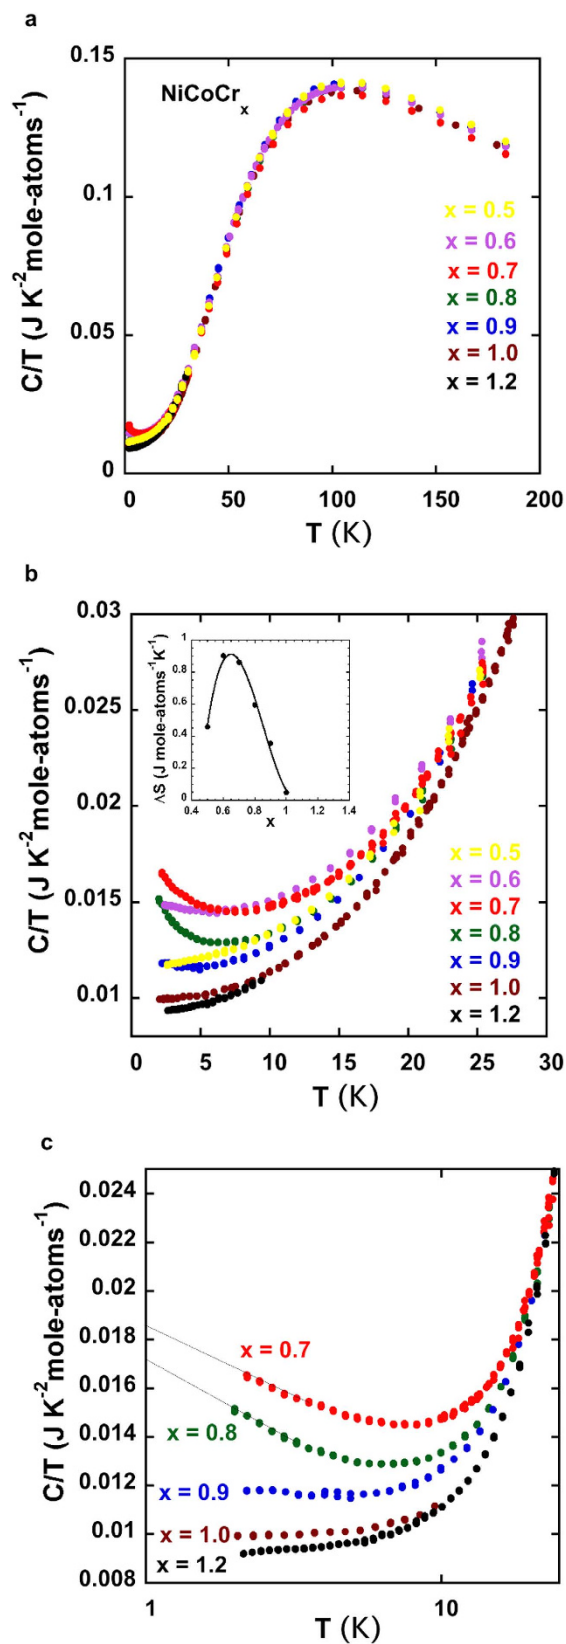 a
0.15
0.1
0.05
0
C/T (J K-2mole-atoms-1)
NiCoCrx
x = 0.5
x = 0.6
x = 0.7
x = 0.8
x = 0.9
x = 1.0
x = 1.2
0 50 100 150 200
T (K)
b
0.03
0.025
0.02
0.015
0.01
C/T (J K-2mole-atoms-1)
1
0.8
0.6
0.4
0.2
0
ΛS (J mole-atoms-1K-1)
0.4 0.6 0.8 1 1.2 1.4
x
x = 0.5
x = 0.6
x = 0.7
x = 0.8
x = 0.9
x = 1.0
x = 1.2
0 5 10 15 20 25 30
T (K)
c
0.024
0.022
0.02
0.018
0.016
0.014
0.012
0.01
0.008
C/T (J K-2mole-atoms-1)
x = 0.7
x = 0.8
x = 0.9
x = 1.0
x = 1.2
1 10
T (K)